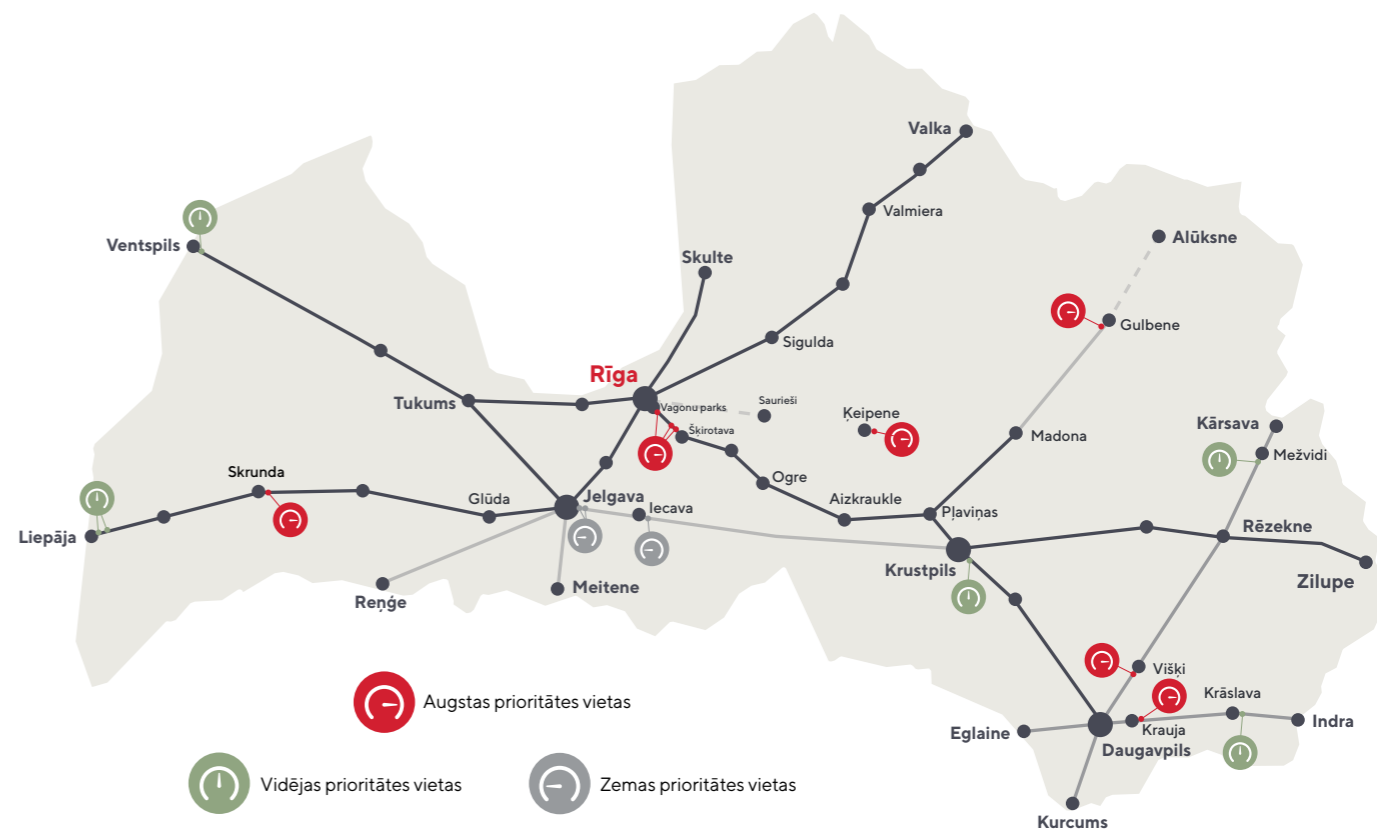 Valka
Valmiera
Alūksne
Ventspils
Skulte
Gulbene
Sigulda
Rīga
Tukums
Vagonu parks
Saurieši
Ķeipene
Šķirotava
Madona
Kārsava
Mežvidi
Skrunda
Ogre
Glūda
Jelgava
Iecava
Aizkraukle
Pļaviņas
Rēzekne
Liepāja
Krustpils
Zilupe
Meitene
Reņģe
Višķi
Krāslava
Augstas prioritātes vietas
Indra
Eglaine
Krauja
Daugavpils
Vidējas prioritātes vietas
Zemas prioritātes vietas
Kurcums